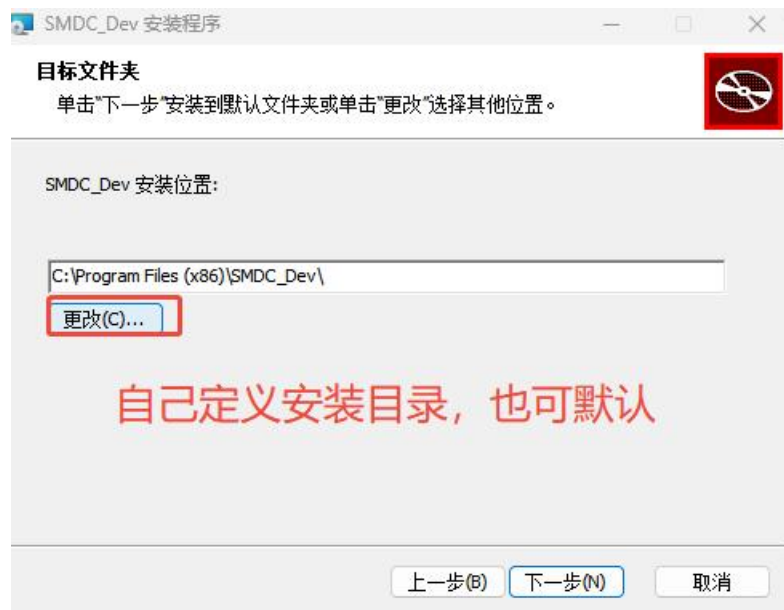 SMDC_Dev 安装程序
目标文件夹
单击"下一步"安装到默认文件夹或单击"更改"选择其他位置。
SMDC_Dev 安装位置:
C:\Program Files (x86)\SMDC_Dev\
更改(C)...
自己定义安装目录，也可默认
上一步(B) 下一步(N) 取消